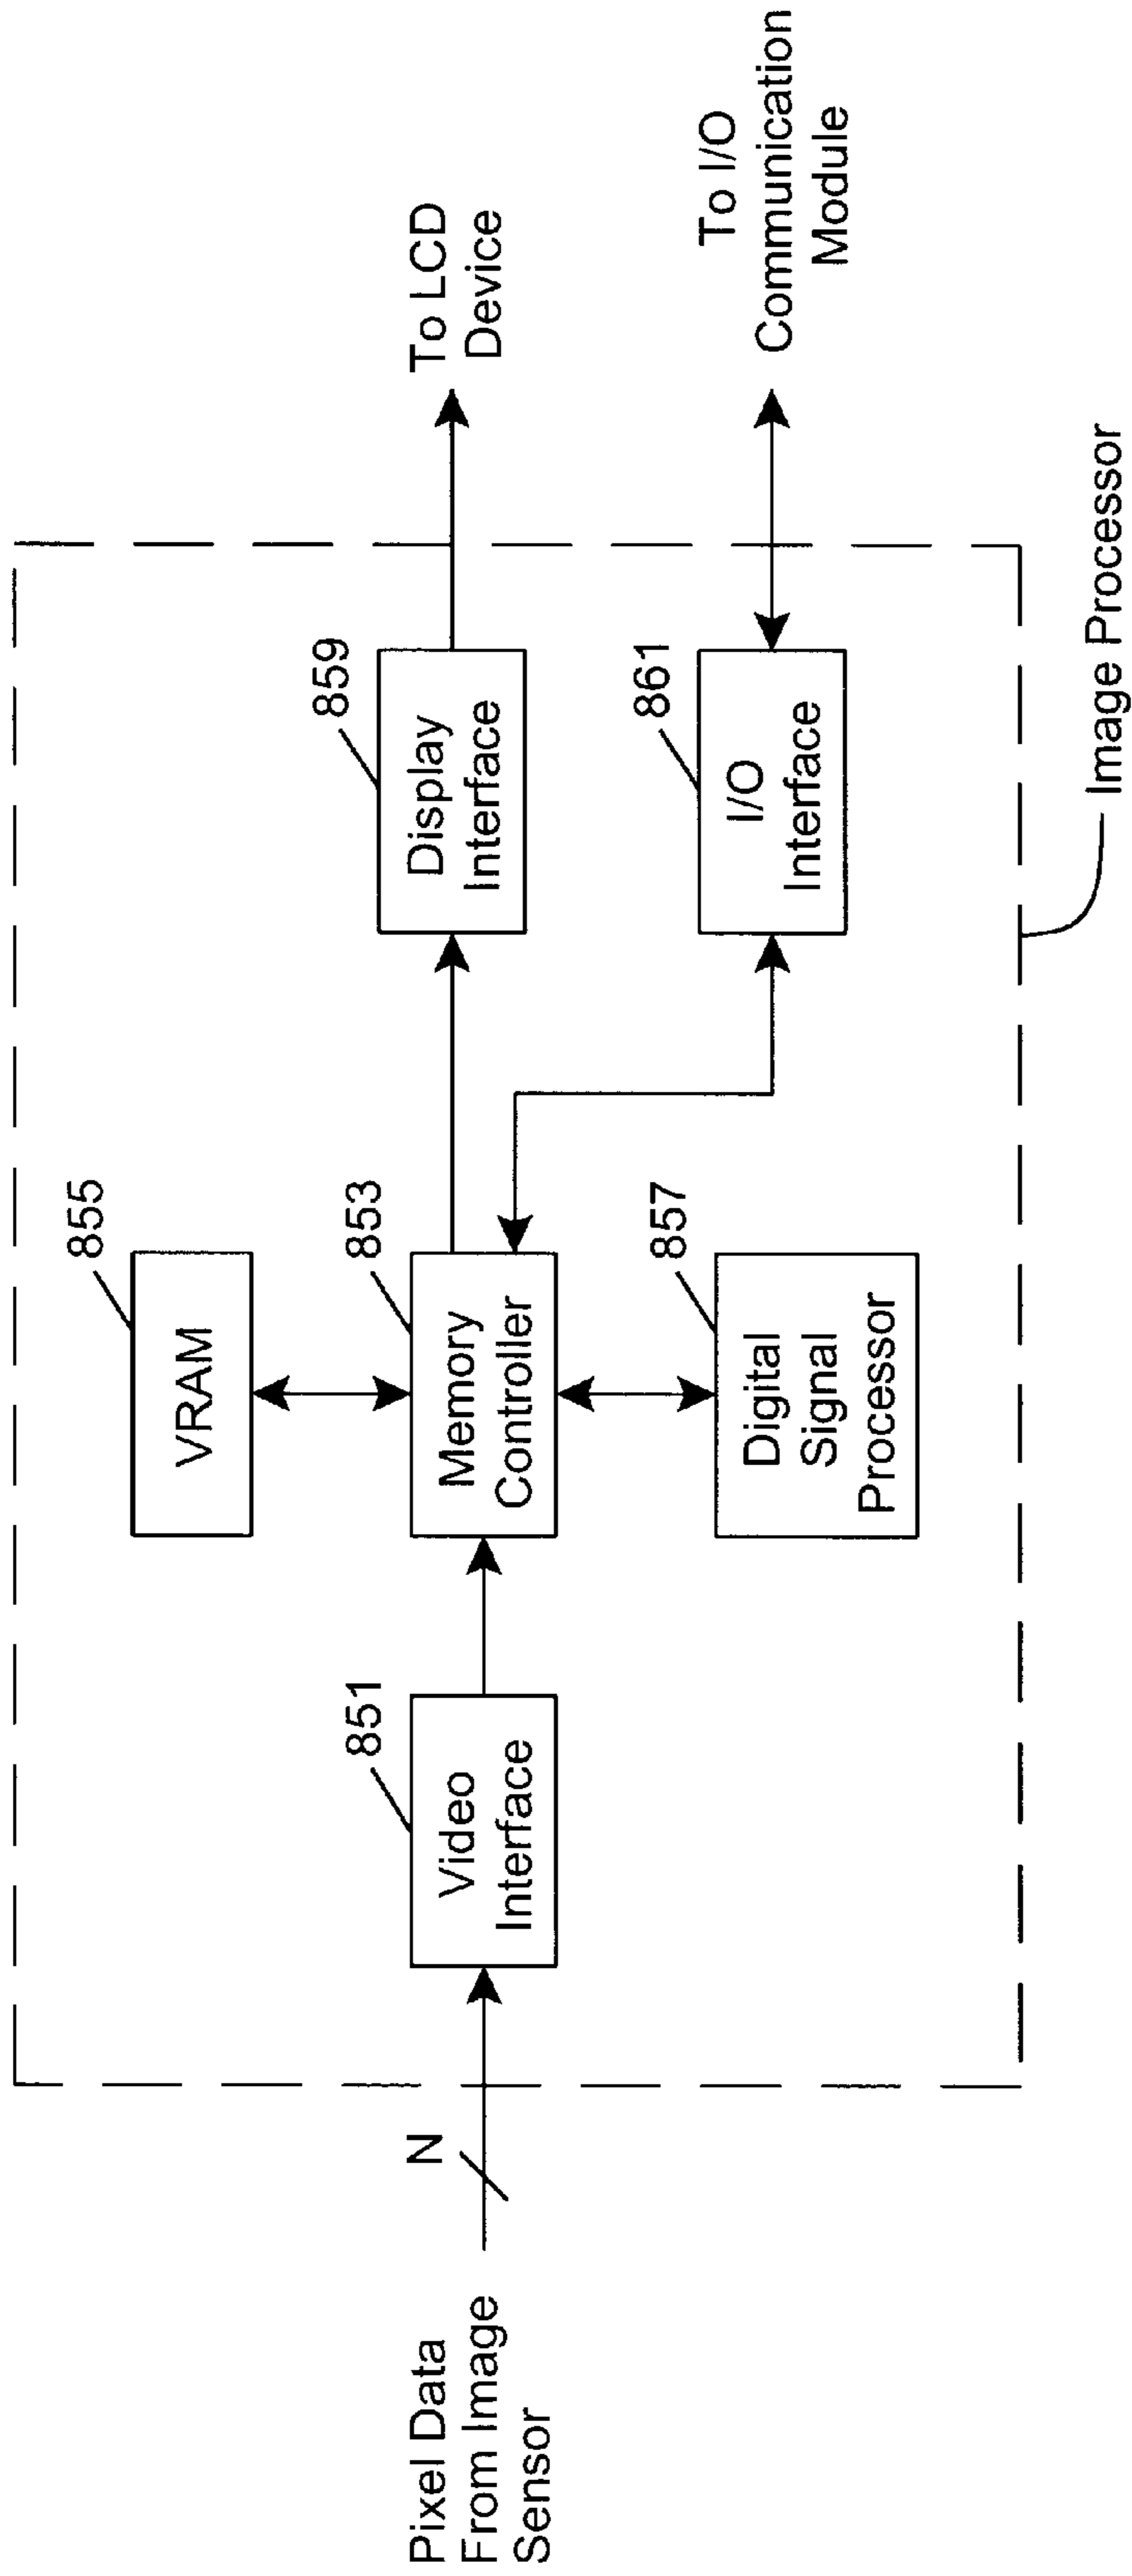 Pixel Data
From Image
Sensor
N
851
Video
Interface
855
VRAM
853
Memory
Controller
857
Digital
Signal
Processor
859
Display
Interface
861
I/O
Interface
To LCD
Device
To I/O
Communication
Module
Image Processor